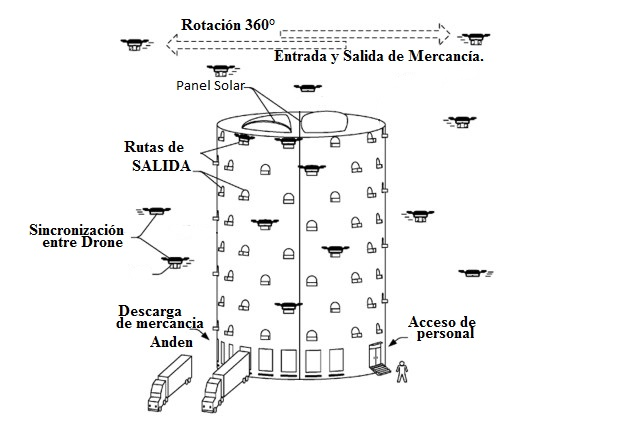 Rotación 360°
Entrada y Salida de Mercancía.
Panel Solar
Rutas de
SALIDA
Sincronización
entre Drone
Descarga
de mercancia
Anden
Acceso de
personal